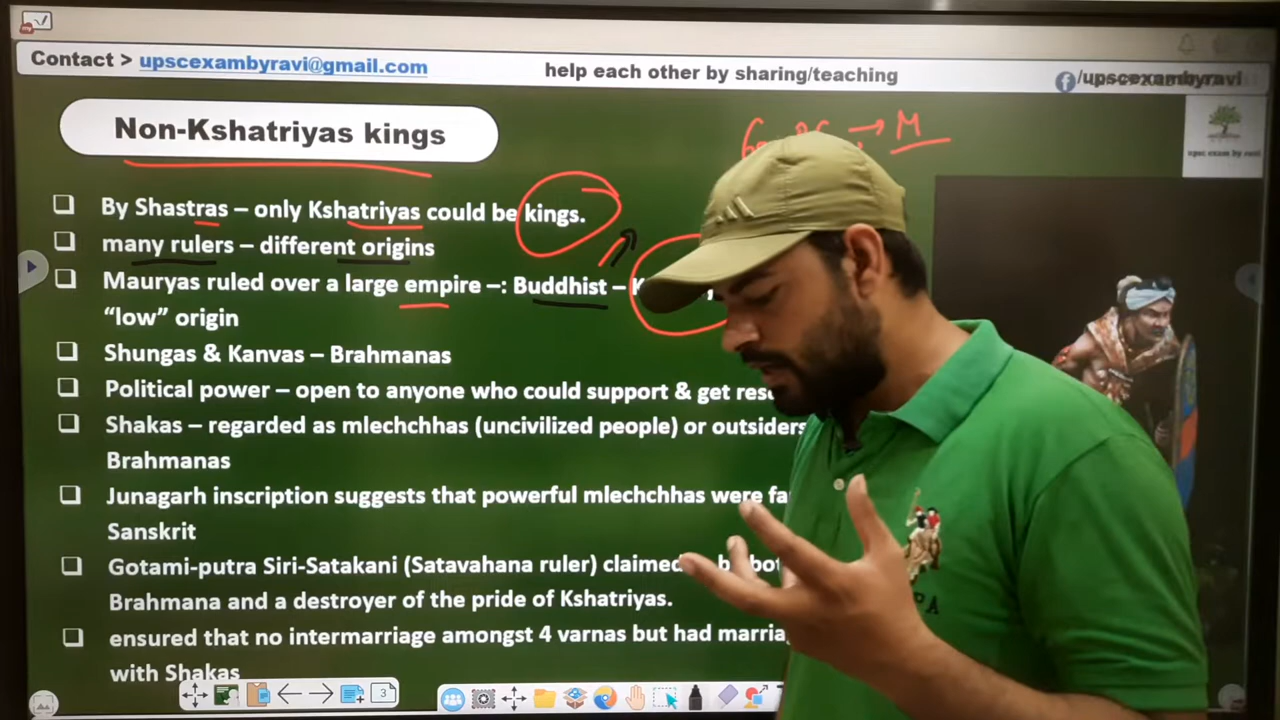 Contact > upscexambyravi@gmail.com
help each other by sharing/teaching
/upscexambyravi
Non-Kshatriyas kings
→ M
upsc exam by ravi
By Shastras – only Kshatriyas could be kings.
many rulers – different origins
Mauryas ruled over a large empire –: Buddhist –
“low” origin
Shungas & Kanvas – Brahmanas
Political power – open to anyone who could support & get
Shakas – regarded as mlechchhas (uncivilized people) or outsiders
Brahmanas
Junagarh inscription suggests that powerful mlechchhas were
Sanskrit
Gotami-putra Siri-Satakani (Satavahana ruler) claimed
Brahmana and a destroyer of the pride of Kshatriyas.
ensured that no intermarriage amongst 4 varnas but had
with Shakas
3